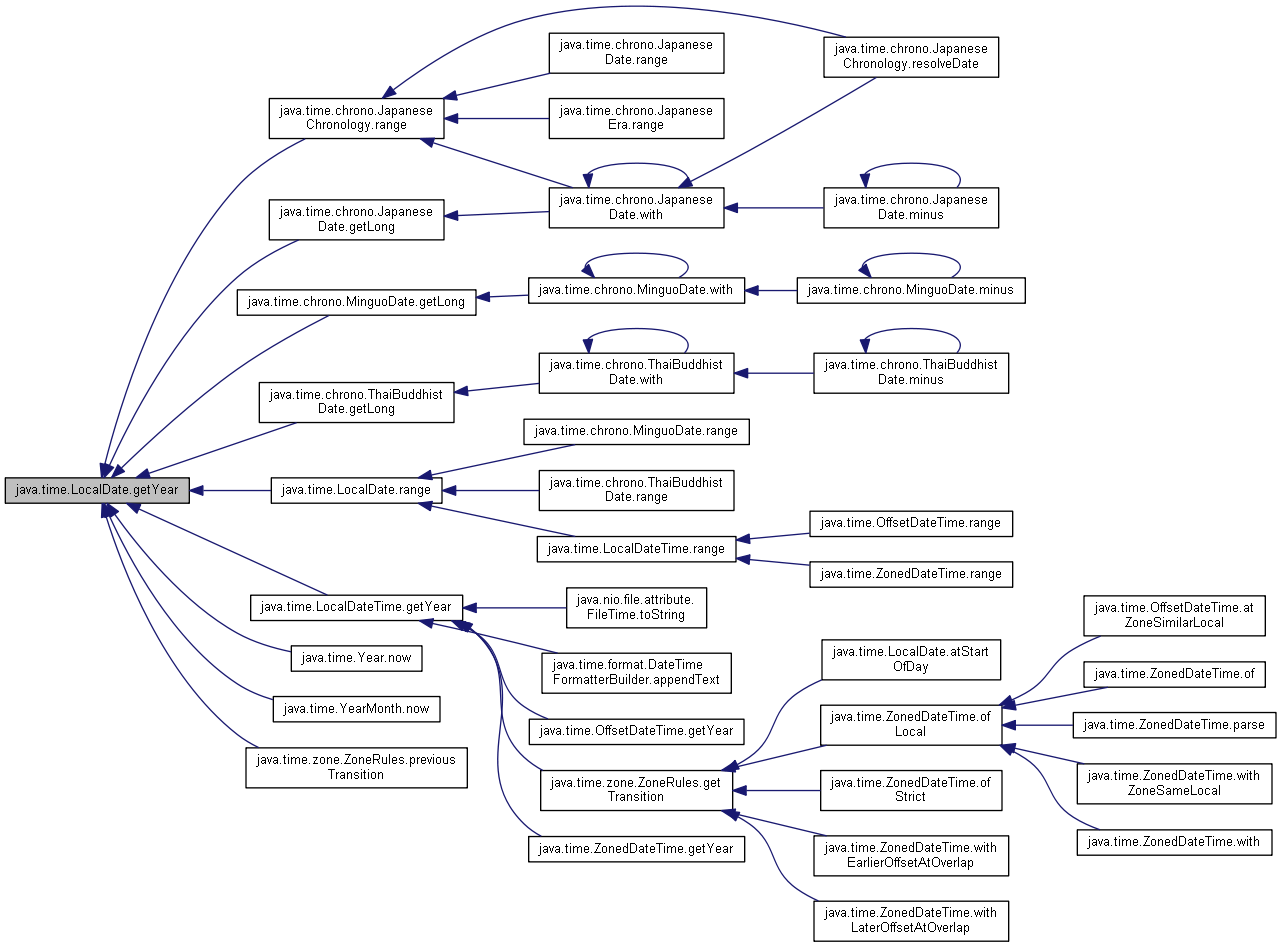 java.time.LocalDate.getYear
java.time.chrono.Japanese
Chronology.range
java.time.chrono.Japanese
Date.getLong
java.time.chrono.MinguoDate.getLong
java.time.chrono.ThaiBuddhist
Date.getLong
java.time.LocalDate.range
java.time.LocalDateTime.getYear
java.time.Year.now
java.time.YearMonth.now
java.time.zone.ZoneRules.previous
Transition
java.time.chrono.Japanese
Date.range
java.time.chrono.Japanese
Era.range
java.time.chrono.Japanese
Date.with
java.time.chrono.MinguoDate.with
java.time.chrono.ThaiBuddhist
Date.with
java.time.chrono.MinguoDate.range
java.time.chrono.ThaiBuddhist
Date.range
java.time.LocalDateTime.range
java.nio.file.attribute.
FileTime.toString
java.time.format.DateTime
FormatterBuilder.appendText
java.time.OffsetDateTime.getYear
java.time.zone.ZoneRules.get
Transition
java.time.ZonedDateTime.getYear
java.time.chrono.Japanese
Chronology.resolveDate
java.time.chrono.Japanese
Date.minus
java.time.chrono.MinguoDate.minus
java.time.chrono.ThaiBuddhist
Date.minus
java.time.OffsetDateTime.range
java.time.ZonedDateTime.range
java.time.LocalDate.atStart
OfDay
java.time.ZonedDateTime.of
Local
java.time.ZonedDateTime.of
Strict
java.time.ZonedDateTime.with
EarlierOffsetAtOverlap
java.time.ZonedDateTime.with
LaterOffsetAtOverlap
java.time.OffsetDateTime.at
ZoneSimilarLocal
java.time.ZonedDateTime.of
java.time.ZonedDateTime.parse
java.time.ZonedDateTime.with
ZoneSameLocal
java.time.ZonedDateTime.with